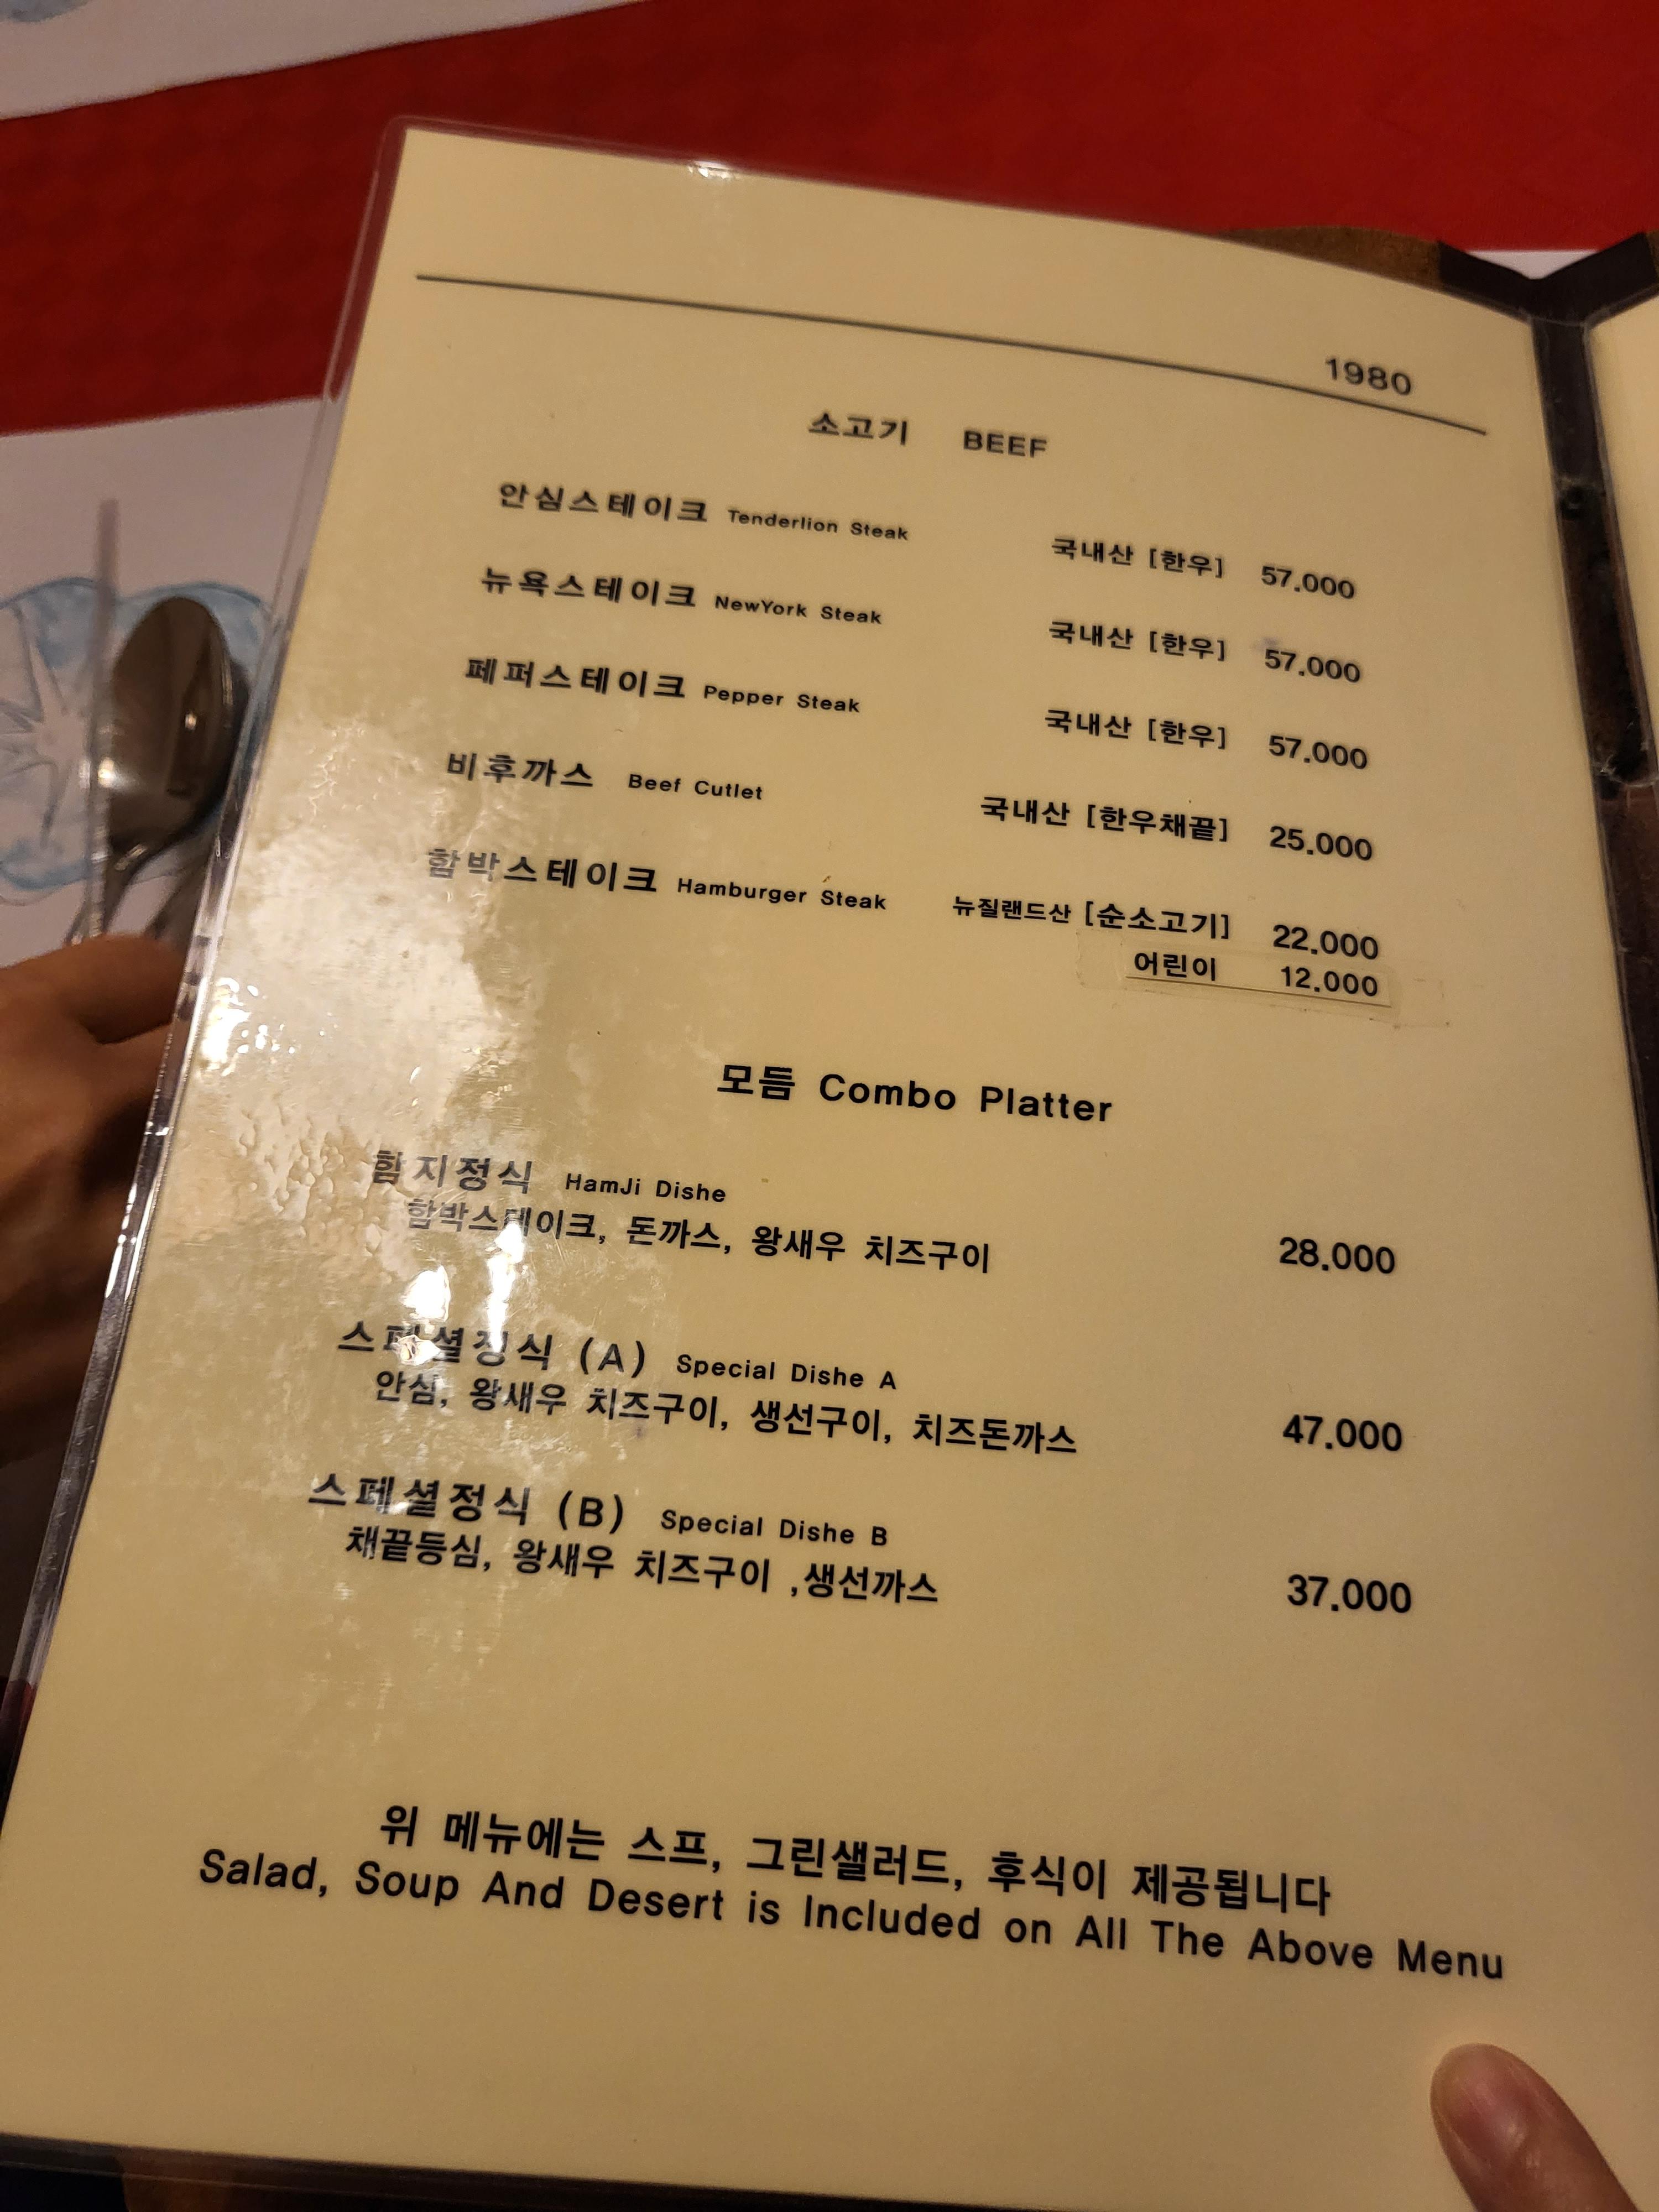 1980
소고기 BEEF
안심스테이크 Tenderlion Steak 국내산 [한우] 57.000
뉴욕스테이크 NewYork Steak 국내산 [한우] 57.000
페퍼스테이크 Pepper Steak 국내산 [한우] 57.000
비후까스 Beef Cutlet 국내산 [한우채끝] 25.000
함박스테이크 Hamburger Steak 뉴질랜드산 [순소고기] 22.000
어린이 12.000
모듬 Combo Platter
함지정식 HamJi Dishe
함박스테이크, 돈까스, 왕새우 치즈구이 28.000
스페셜정식 (A) Special Dishe A
안심, 왕새우 치즈구이, 생선구이, 치즈돈까스 47.000
스페셜정식 (B) Special Dishe B
채끝등심, 왕새우 치즈구이 ,생선까스 37.000
위 메뉴에는 스프, 그린샐러드, 후식이 제공됩니다
Salad, Soup And Desert is Included on All The Above Menu